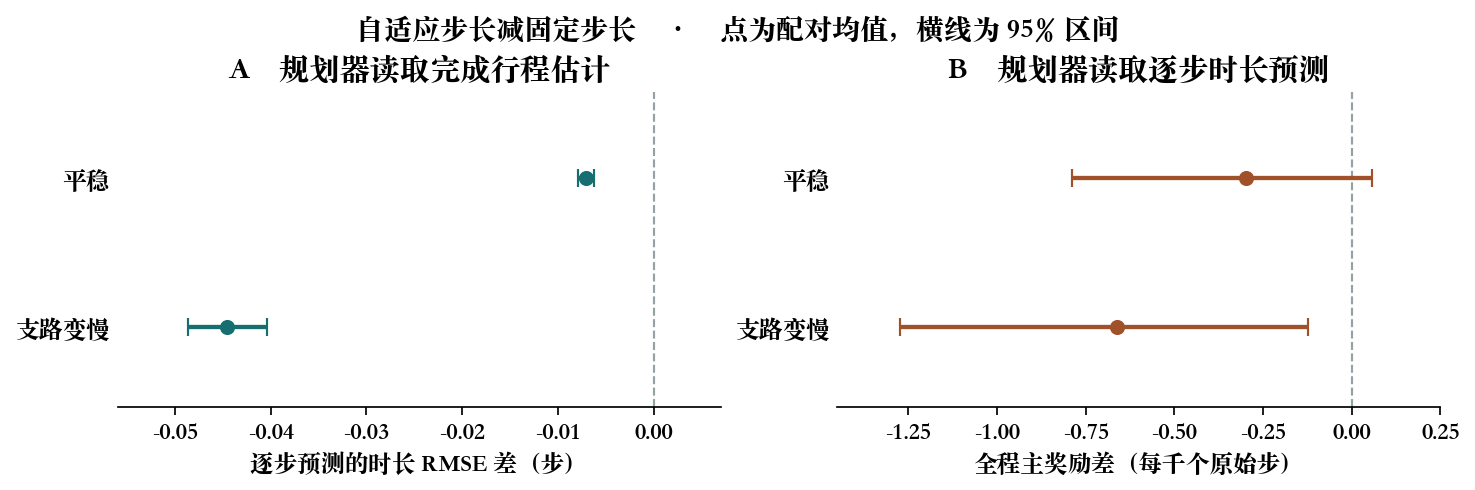 自适应步长减固定步长 · 点为配对均值，横线为 95% 区间
A 规划器读取完成行程估计
平稳
支路变慢
-0.05 -0.04 -0.03 -0.02 -0.01 0.00
逐步预测的时长 RMSE 差（步）
B 规划器读取逐步时长预测
平稳
支路变慢
-1.25 -1.00 -0.75 -0.50 -0.25 0.00 0.25
全程主奖励差（每千个原始步）